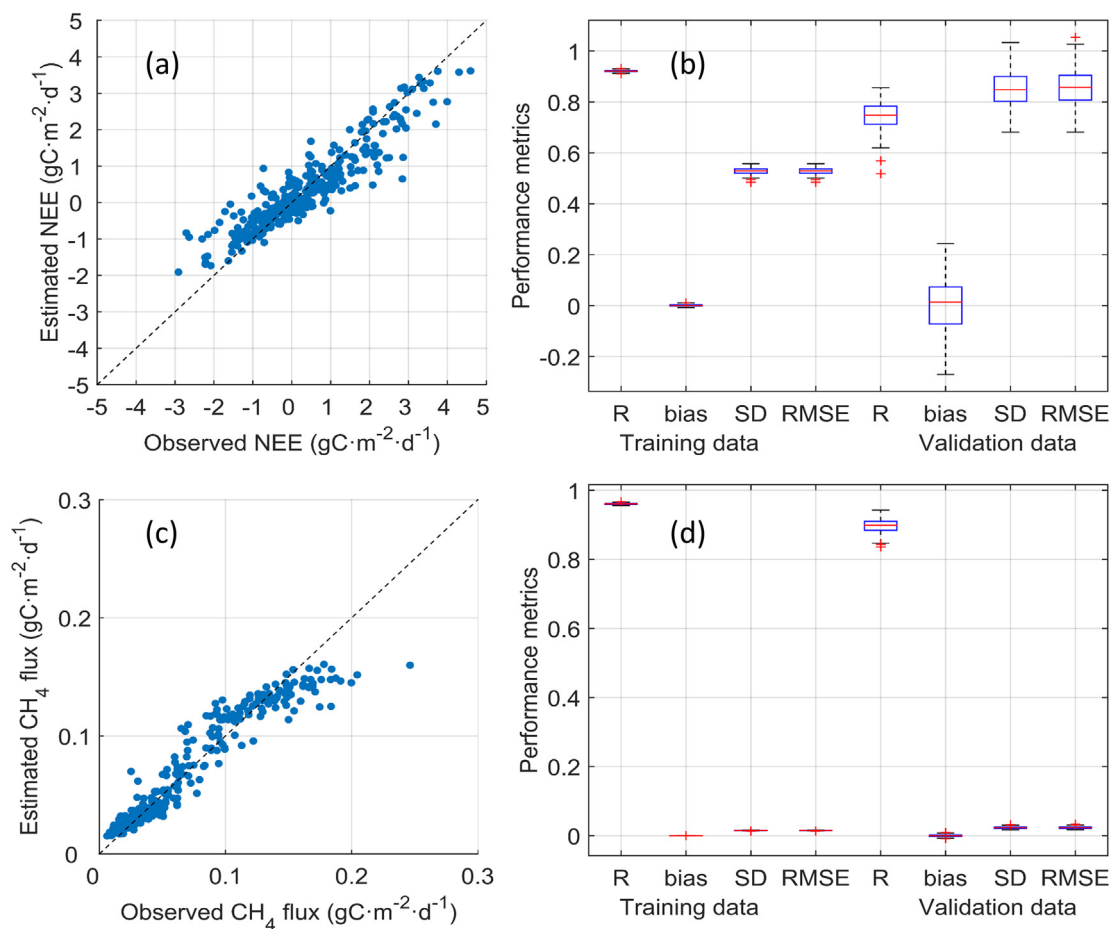 (a)
5
4
3
2
1
0
-1
-2
-3
-4
-5
Estimated NEE (gC·m⁻²·d⁻¹)
-5 -4 -3 -2 -1 0 1 2 3 4 5
Observed NEE (gC·m⁻²·d⁻¹)
(b)
1
0.8
0.6
0.4
0.2
0
-0.2
Performance metrics
R bias SD RMSE R bias SD RMSE
Training data Validation data
(c)
0.3
0.2
0.1
0
Estimated CH₄ flux (gC·m⁻²·d⁻¹)
0 0.1 0.2 0.3
Observed CH₄ flux (gC·m⁻²·d⁻¹)
(d)
1
0.8
0.6
0.4
0.2
0
Performance metrics
R bias SD RMSE R bias SD RMSE
Training data Validation data